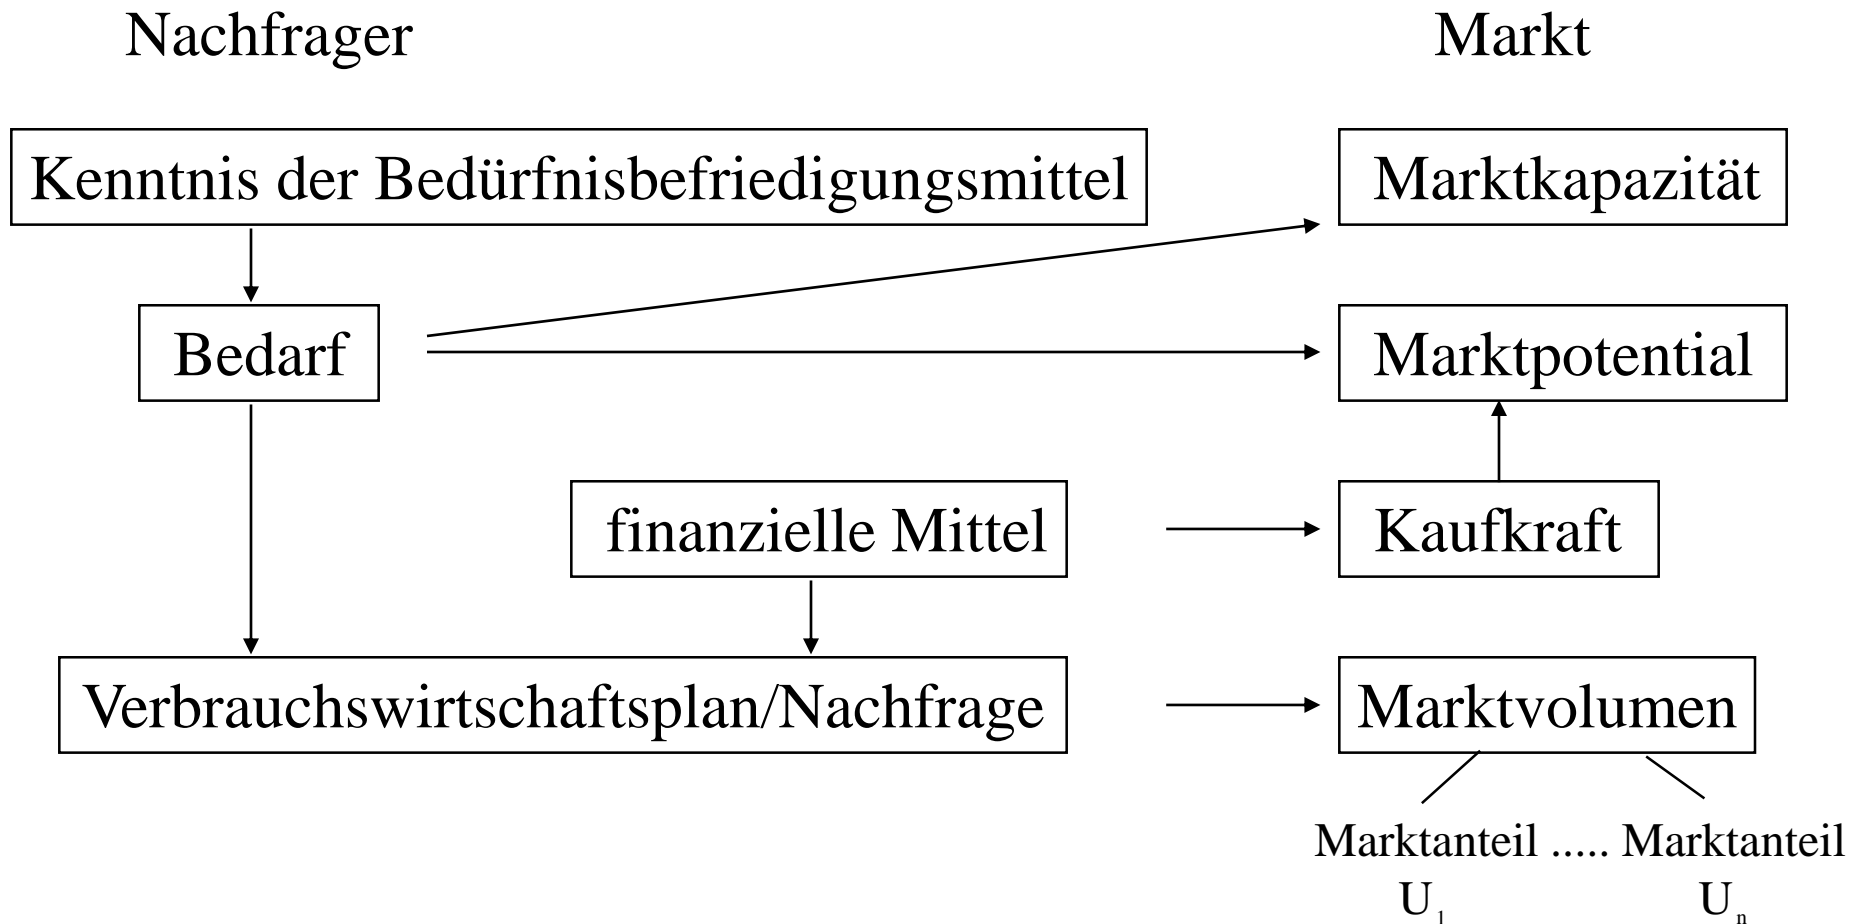 Nachfrager Markt
Kenntnis der Bedürfnisbefriedigungsmittel Marktkapazität
Bedarf Marktpotential
finanzielle Mittel Kaufkraft
Verbrauchswirtschaftsplan/Nachfrage Marktvolumen
Marktanteil ..... Marktanteil
U₁ Uₙ